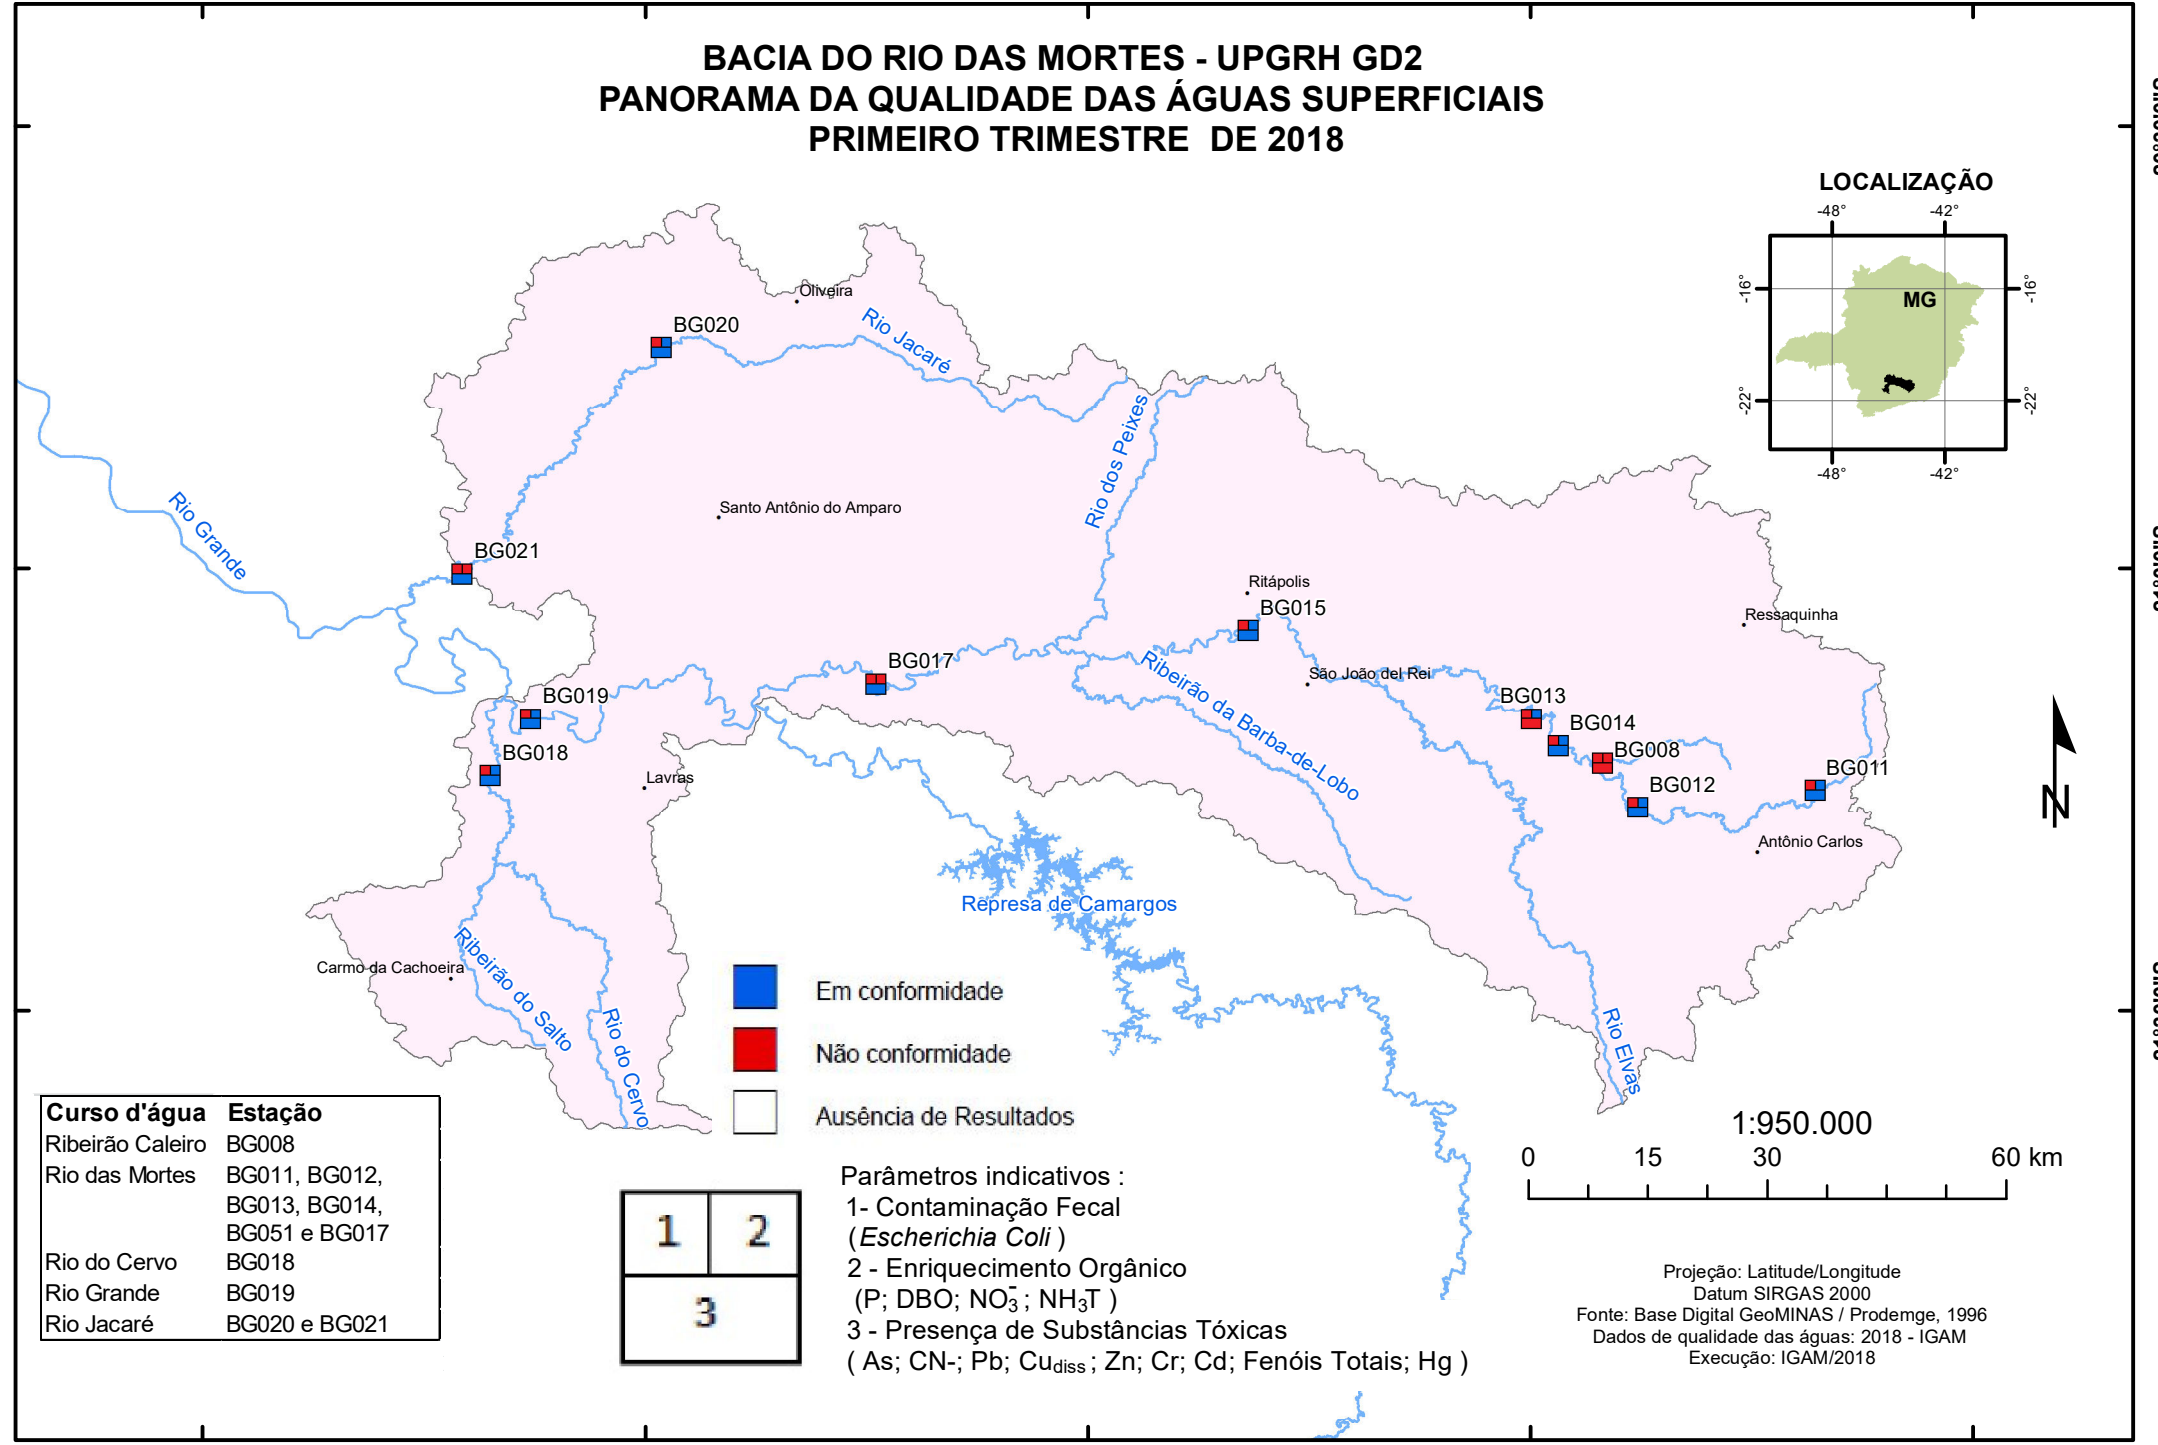 BACIA DO RIO DAS MORTES - UPGRH GD2
PANORAMA DA QUALIDADE DAS ÁGUAS SUPERFICIAIS
PRIMEIRO TRIMESTRE DE 2018
LOCALIZAÇÃO
-48°
-42°
-16°
-16°
MG
-22°
-22°
-48°
-42°
Oliveira
BG020
Rio Jacaré
Rio dos Peixes
Rio Grande
Santo Antônio do Amparo
BG021
Ritápolis
BG015
Ressaquinha
BG017
Ribeirão da Barba-de-Lobo
São João del Rei
BG019
BG013
BG014
BG018
BG008
Lavras
BG011
BG012
Antônio Carlos
Represa de Camargos
Carmo da Cachoeira
Ribeirão do Salto
Rio do Cervo
Rio Elvas
N
Em conformidade
Não conformidade
Ausência de Resultados
Curso d'água Estação
Ribeirão Caleiro BG008
Rio das Mortes BG011, BG012,
BG013, BG014,
BG051 e BG017
Rio do Cervo BG018
Rio Grande BG019
Rio Jacaré BG020 e BG021
1 2
3
Parâmetros indicativos :
1- Contaminação Fecal
(Escherichia Coli )
2 - Enriquecimento Orgânico
(P; DBO; NO₃⁻; NH₃T )
3 - Presença de Substâncias Tóxicas
( As; CN-; Pb; Cudiss ; Zn; Cr; Cd; Fenóis Totais; Hg )
1:950.000
0 15 30 60 km
Projeção: Latitude/Longitude
Datum SIRGAS 2000
Fonte: Base Digital GeoMINAS / Prodemge, 1996
Dados de qualidade das águas: 2018 - IGAM
Execução: IGAM/2018